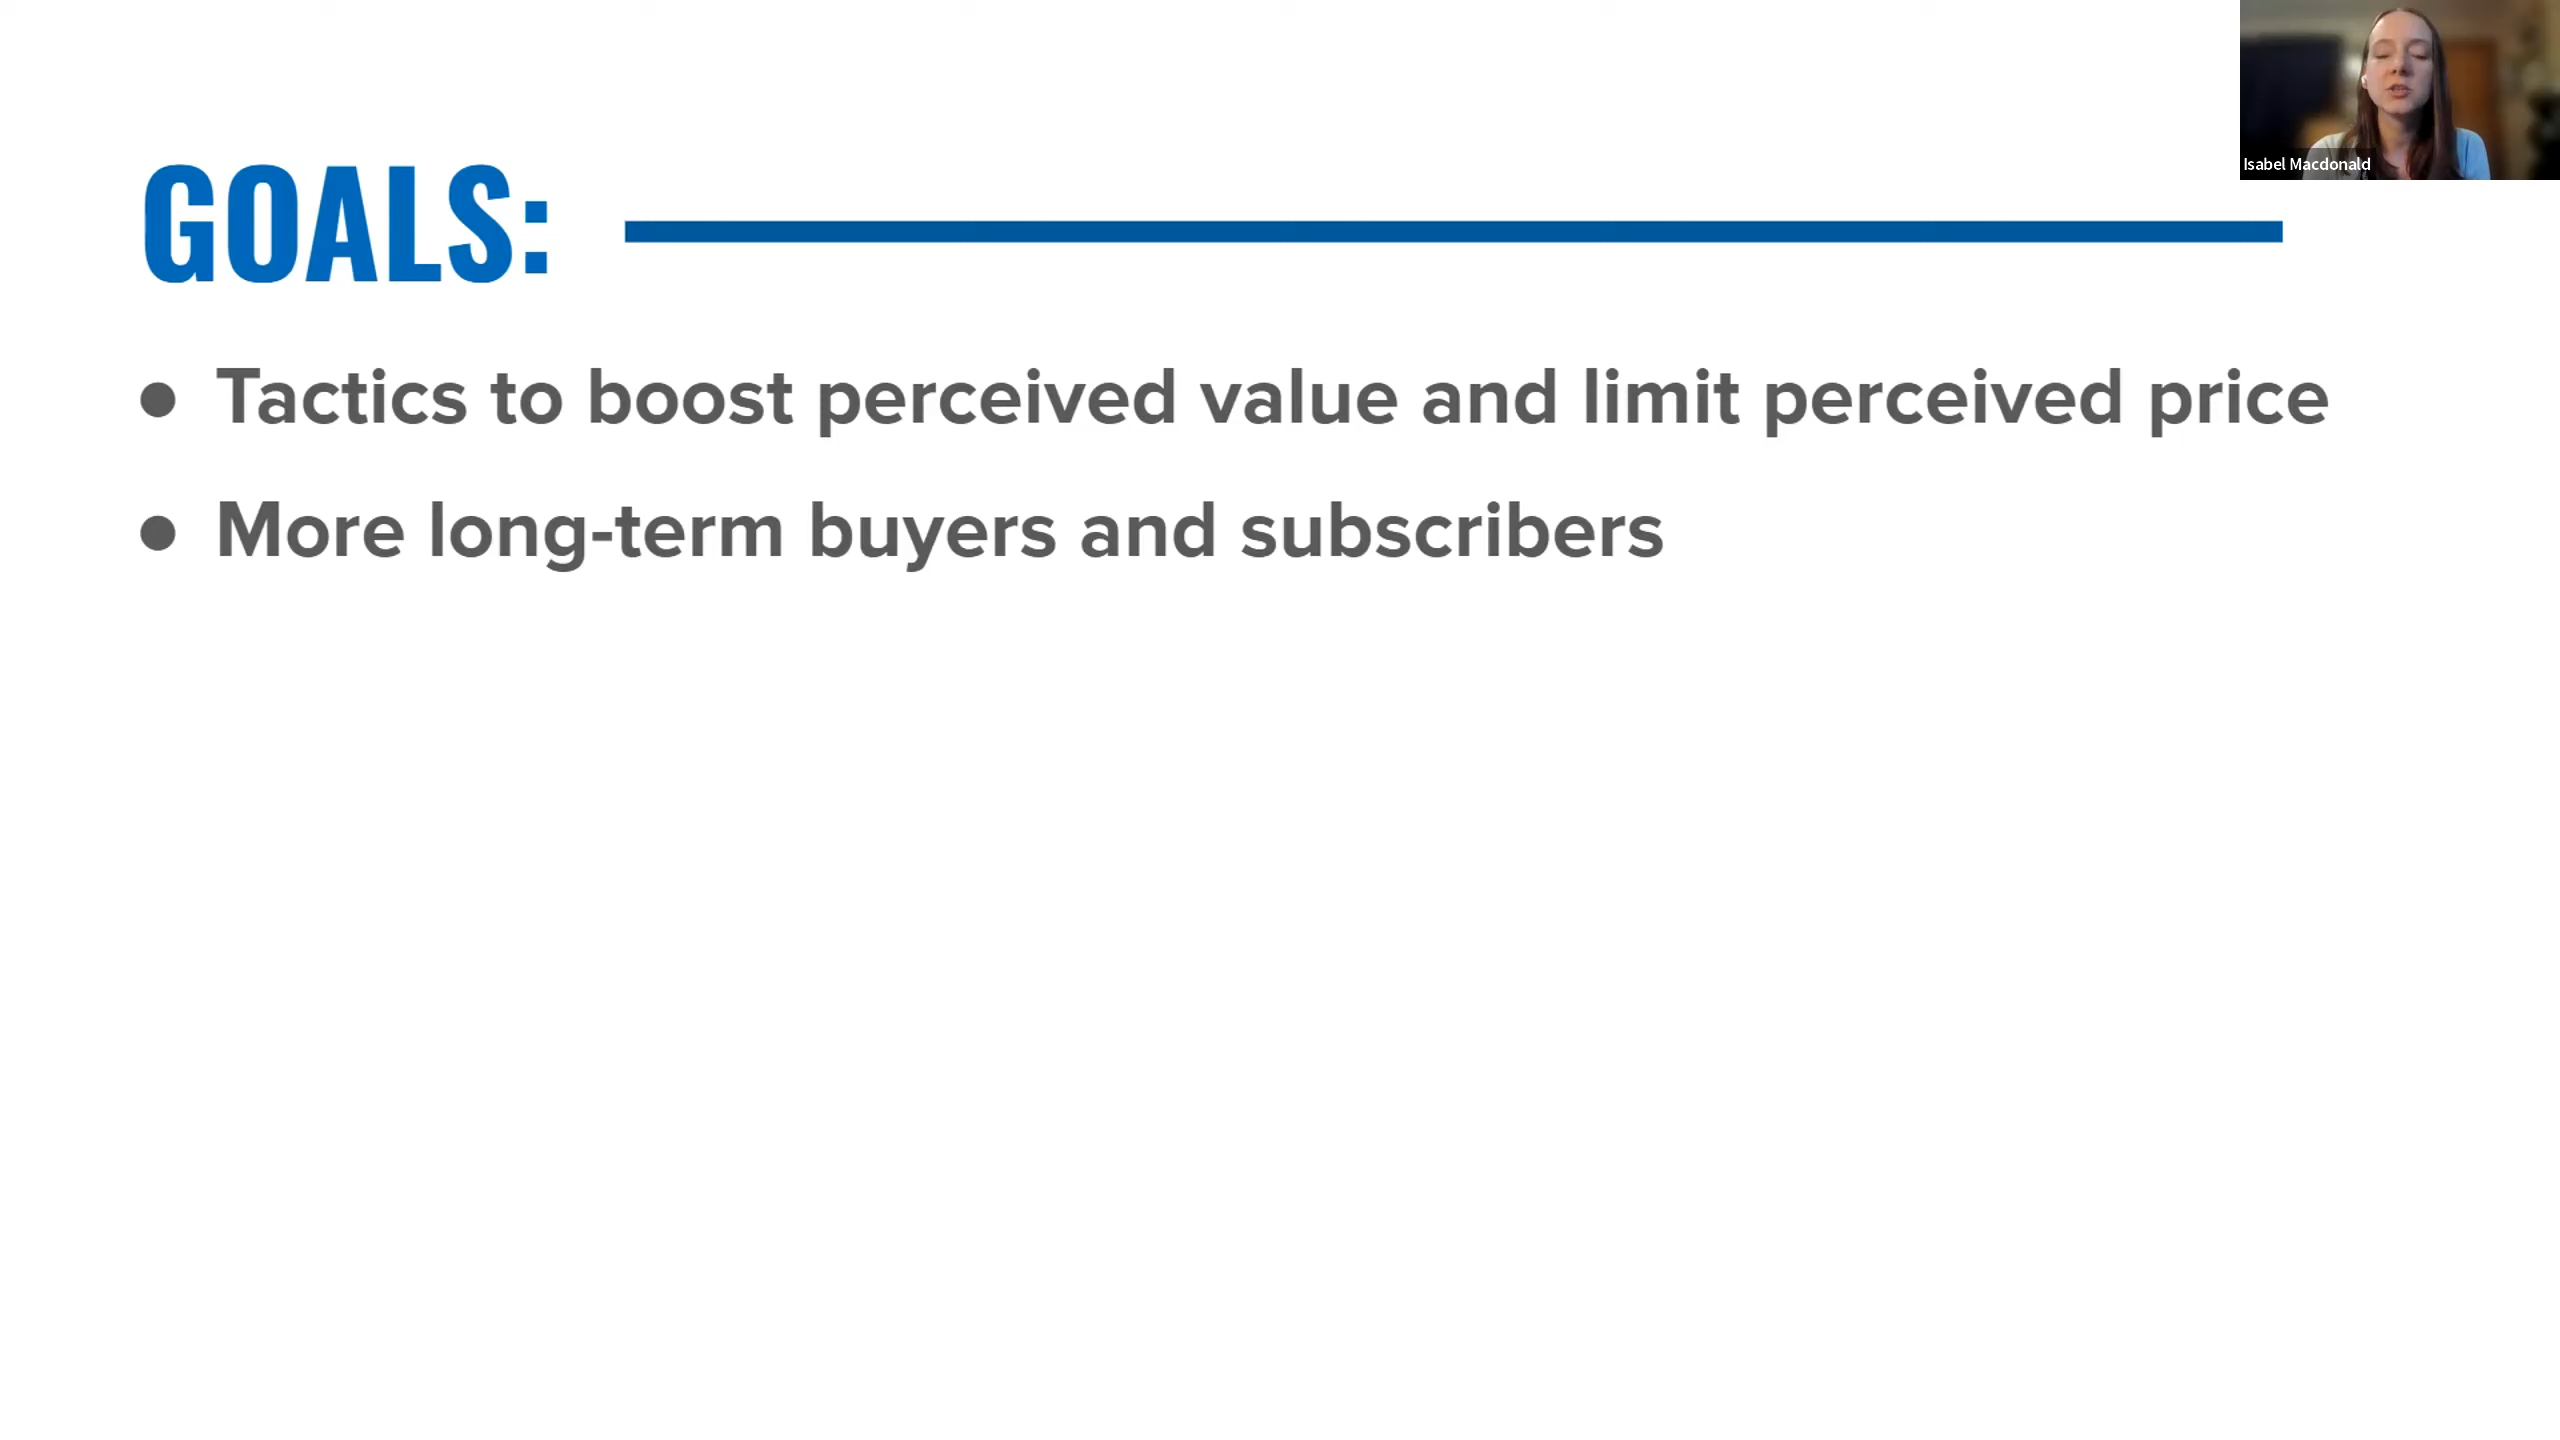 Isabel Macdonald
GOALS:
● Tactics to boost perceived value and limit perceived price
● More long-term buyers and subscribers